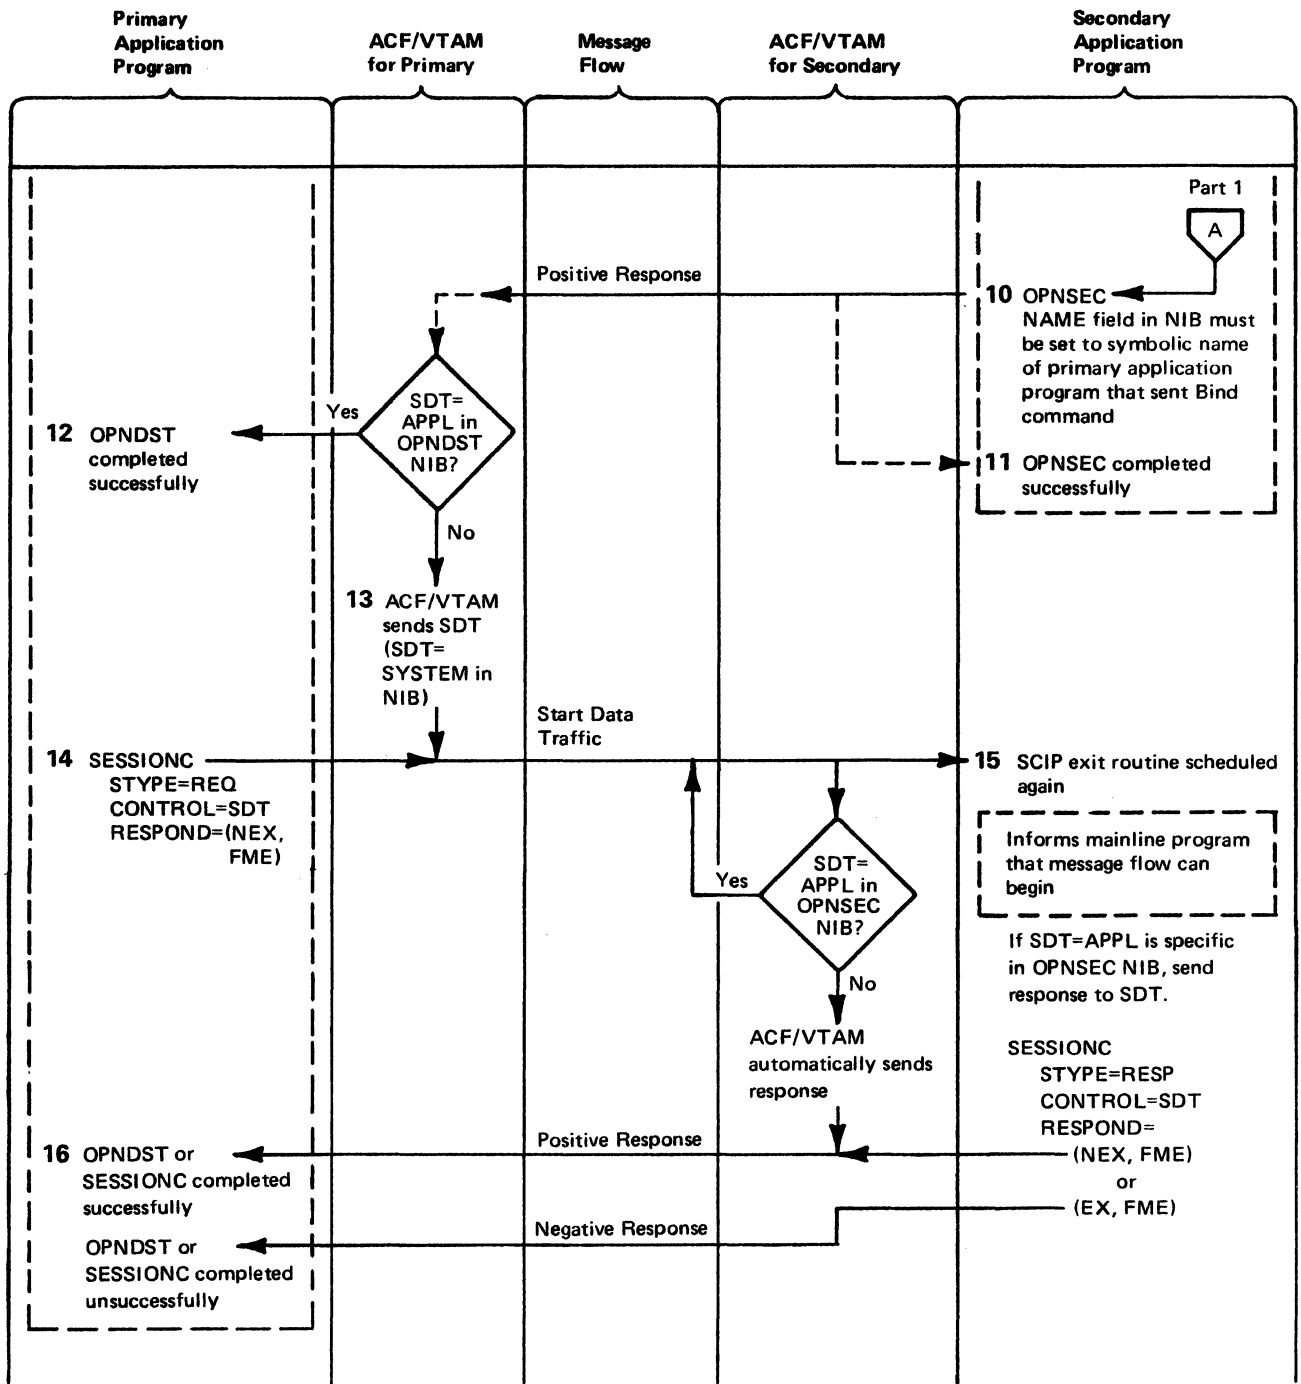 Primary
Application
Program
ACF/VTAM
for Primary
Message
Flow
ACF/VTAM
for Secondary
Secondary
Application
Program
Part 1
A
Positive Response
10 OPNSEC
NAME field in NIB must
be set to symbolic name
of primary application
program that sent Bind
command
SDT=
APPL in
OPNDST
NIB?
Yes
12 OPNDST
completed
successfully
11 OPNSEC completed
successfully
No
13 ACF/VTAM
sends SDT
(SDT=
SYSTEM in
NIB)
Start Data
Traffic
14 SESSIONC
STYPE=REQ
CONTROL=SDT
RESPOND=(NEX,
FME)
15 SCIP exit routine scheduled
again
Informs mainline program
that message flow can
begin
SDT=
APPL in
OPNSEC
NIB?
Yes
No
If SDT=APPL is specific
in OPNSEC NIB, send
response to SDT.
ACF/VTAM
automatically sends
response
SESSIONC
STYPE=RESP
CONTROL=SDT
RESPOND=
(NEX, FME)
or
(EX, FME)
Positive Response
16 OPNDST or
SESSIONC completed
successfully
Negative Response
OPNDST or
SESSIONC completed
unsuccessfully